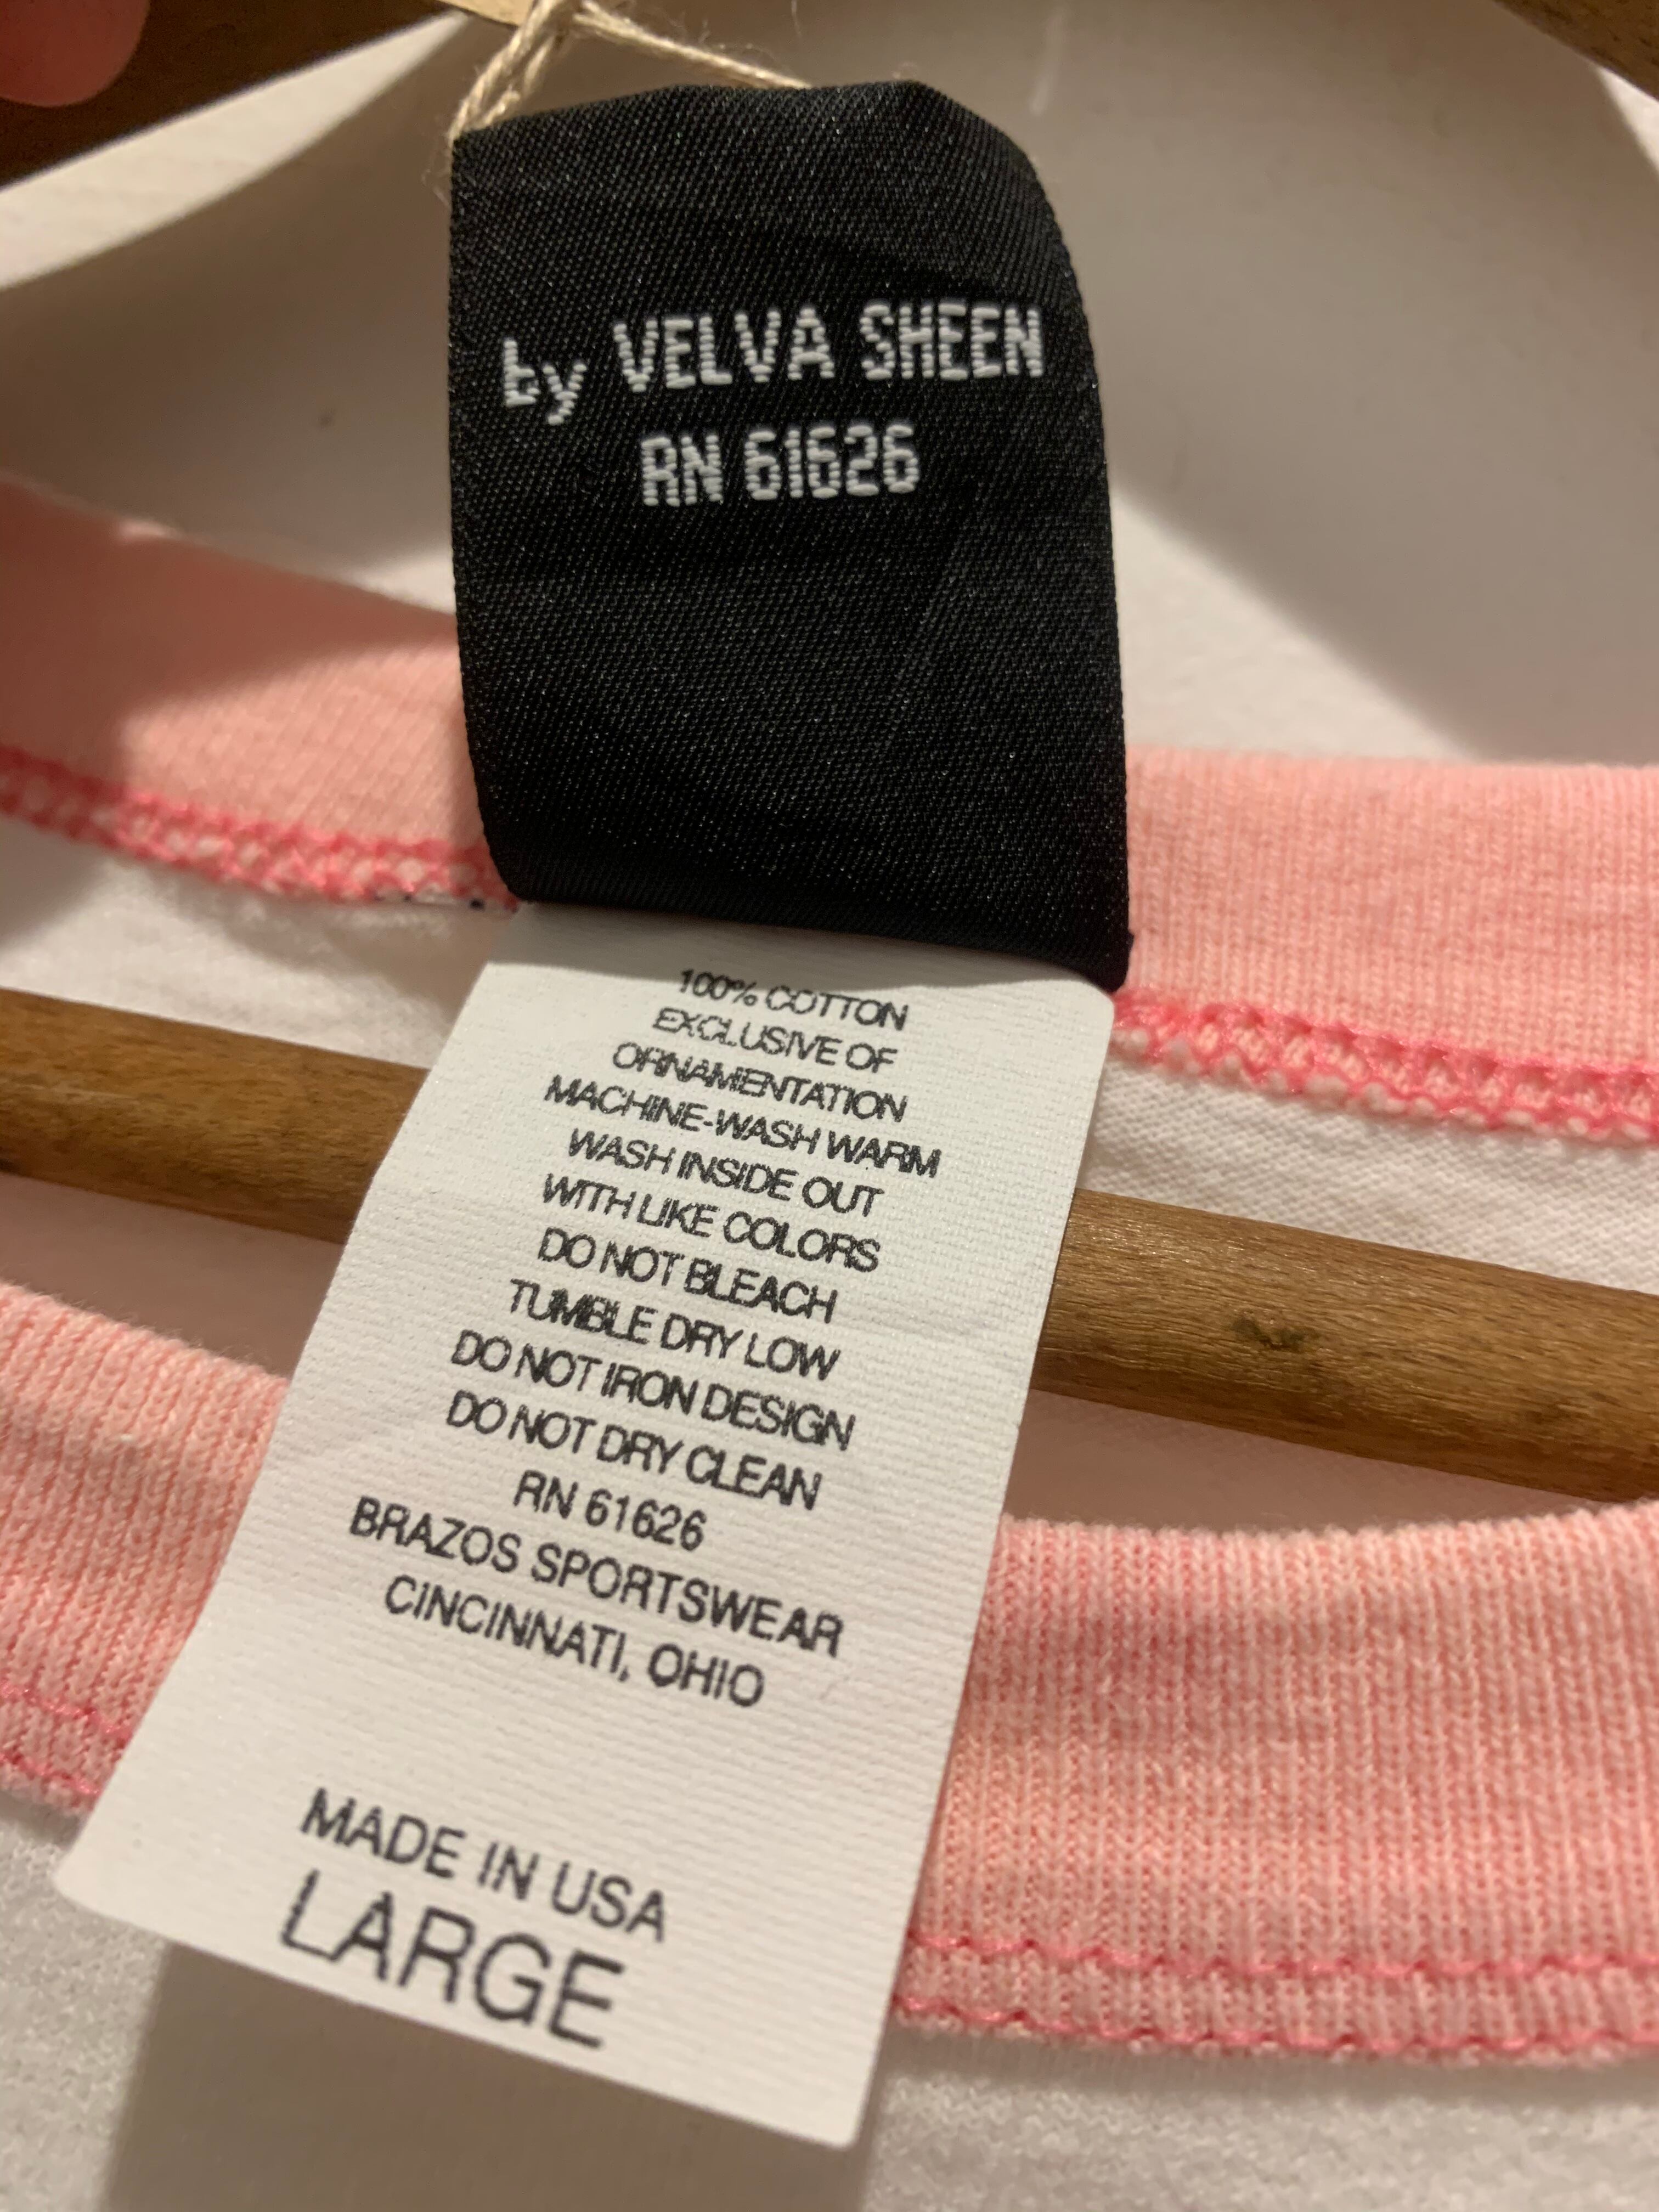 by VELVA SHEEN
RN 61626
100% COTTON
EXCLUSIVE OF
ORNAMENTATION
MACHINE-WASH WARM
WASH INSIDE OUT
WITH LIKE COLORS
DO NOT BLEACH
TUMBLE DRY LOW
DO NOT IRON DESIGN
DO NOT DRY CLEAN
RN 61626
BRAZOS SPORTSWEAR
CINCINNATI, OHIO
MADE IN USA
LARGE